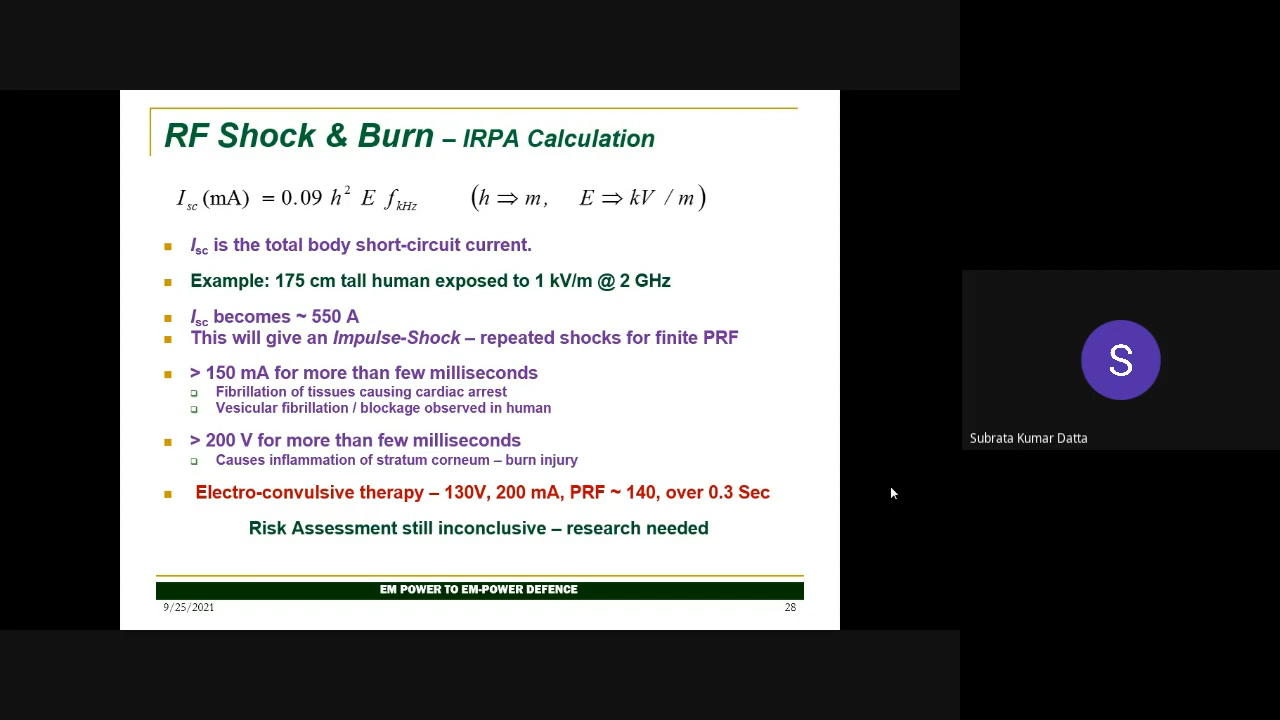 RF Shock & Burn – IRPA Calculation
I_sc (mA) = 0.09 h² E f_kHz (h ⇒ m, E ⇒ kV / m)
I_sc is the total body short-circuit current.
Example: 175 cm tall human exposed to 1 kV/m @ 2 GHz
I_sc becomes ~ 550 A
This will give an Impulse-Shock – repeated shocks for finite PRF
> 150 mA for more than few milliseconds
Fibrillation of tissues causing cardiac arrest
Vesicular fibrillation / blockage observed in human
> 200 V for more than few milliseconds
Causes inflammation of stratum corneum – burn injury
Electro-convulsive therapy – 130V, 200 mA, PRF ~ 140, over 0.3 Sec
Risk Assessment still inconclusive – research needed
EM POWER TO EM-POWER DEFENCE
9/25/2021 28
S
Subrata Kumar Datta